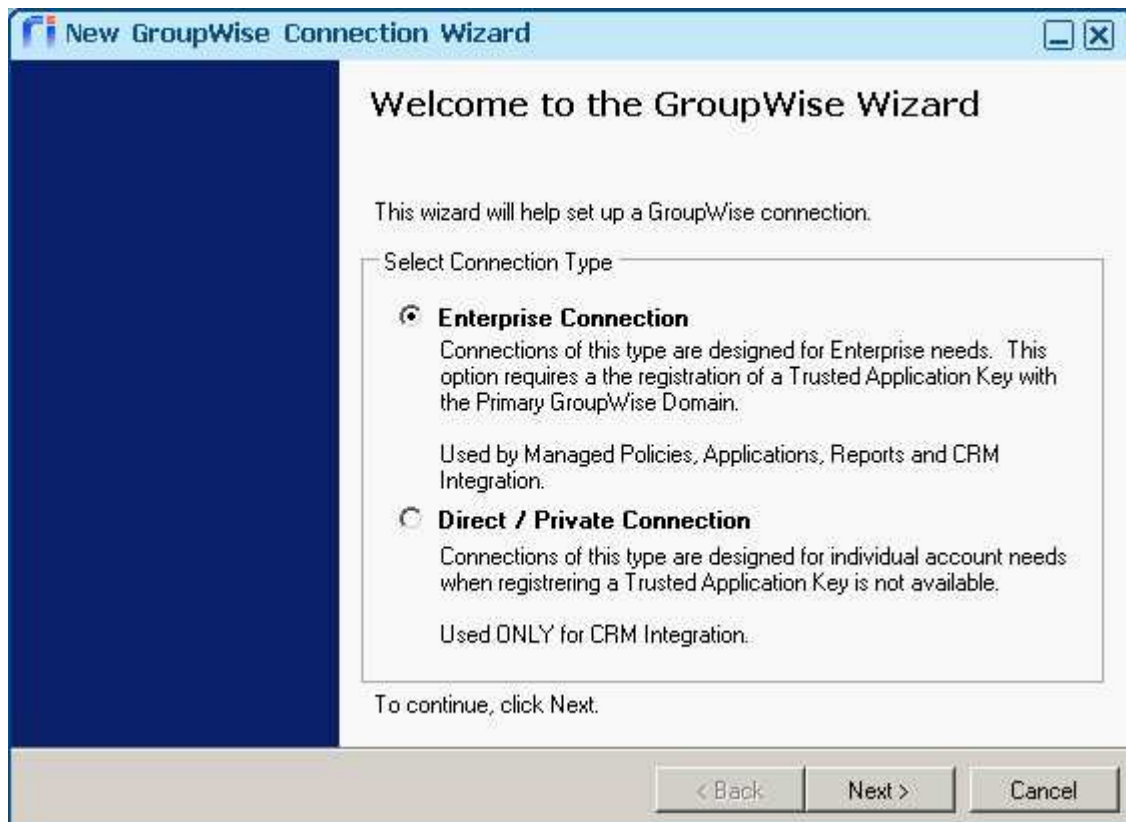 New GroupWise Connection Wizard
Welcome to the GroupWise Wizard
This wizard will help set up a GroupWise connection.
Select Connection Type
Enterprise Connection
Connections of this type are designed for Enterprise needs.  This
option requires a the registration of a Trusted Application Key with
the Primary GroupWise Domain.
Used by Managed Policies, Applications, Reports and CRM
Integration.
Direct / Private Connection
Connections of this type are designed for individual account needs
when registrering a Trusted Application Key is not available.
Used ONLY for CRM Integration.
To continue, click Next.
< Back
Next >
Cancel